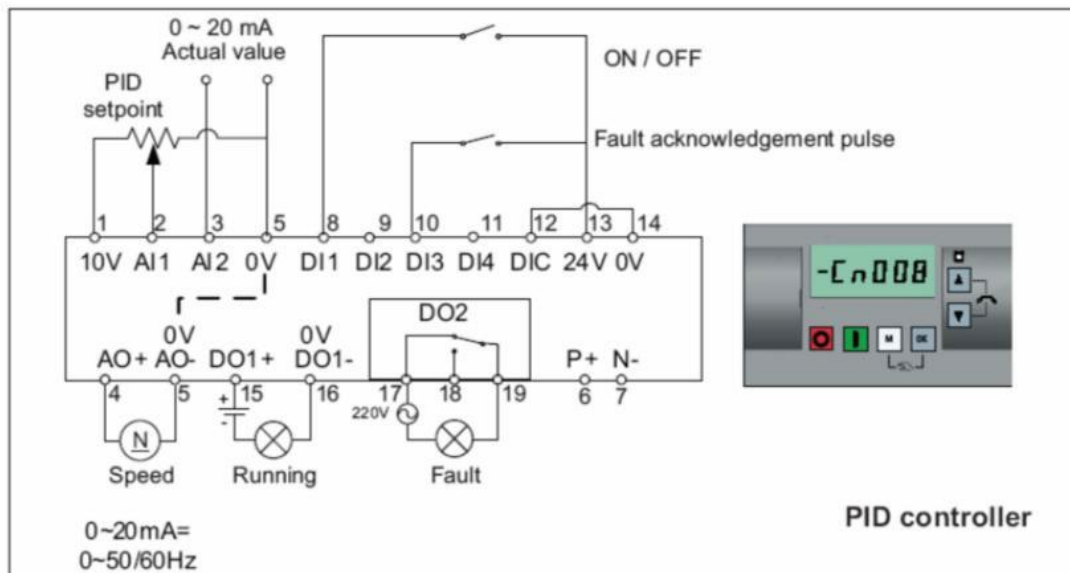 0 ~ 20 mA
Actual value
PID
setpoint
ON / OFF
Fault acknowledgement pulse
1 2 3 5 8 9 10 11 12 13 14
10V AI1 AI2 0V DI1 DI2 DI3 DI4 DIC 24V 0V
-Cn008
M OK
DO2
0V 0V
AO+ AO- DO1+ DO1- P+ N-
4 5 15 16 17 18 19 6 7
+
-
220V
N
Speed Running Fault
0~20mA=
0~50/60Hz
PID controller